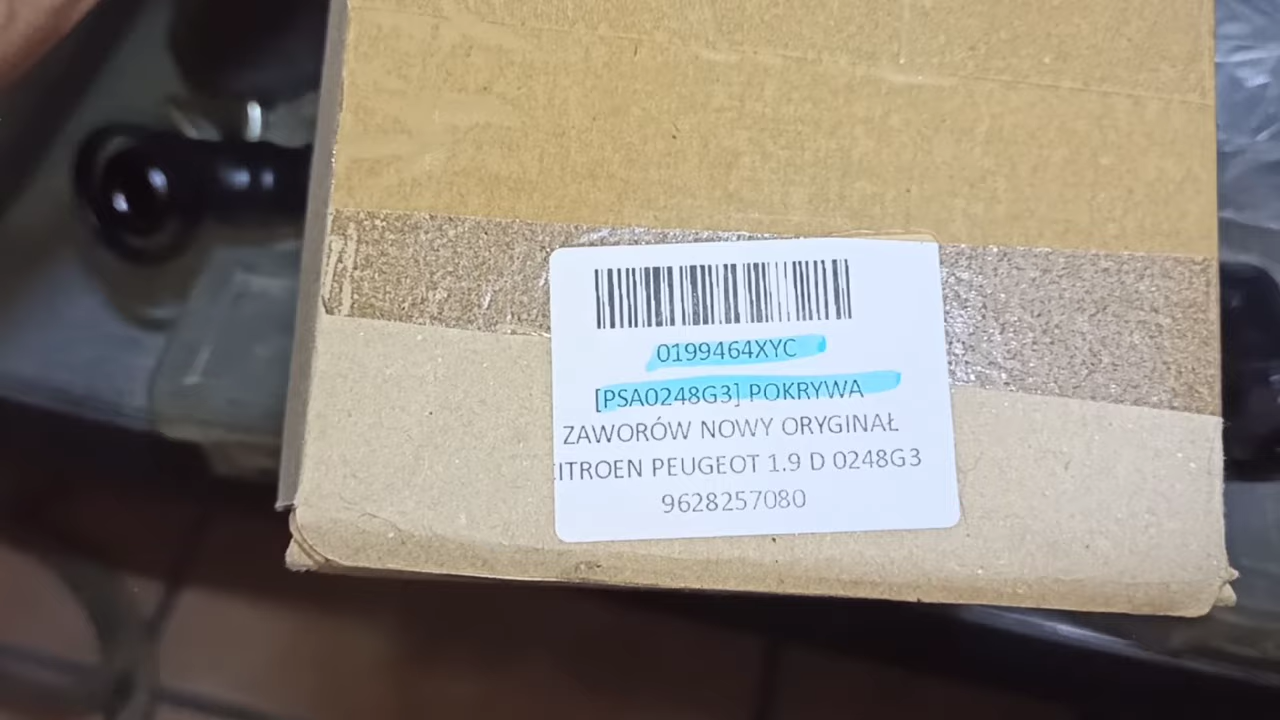 0199464XYC
[PSA0248G3] POKRYWA
ZAWORÓW NOWY ORYGINAŁ
ITROEN PEUGEOT 1.9 D 0248G3
9628257080